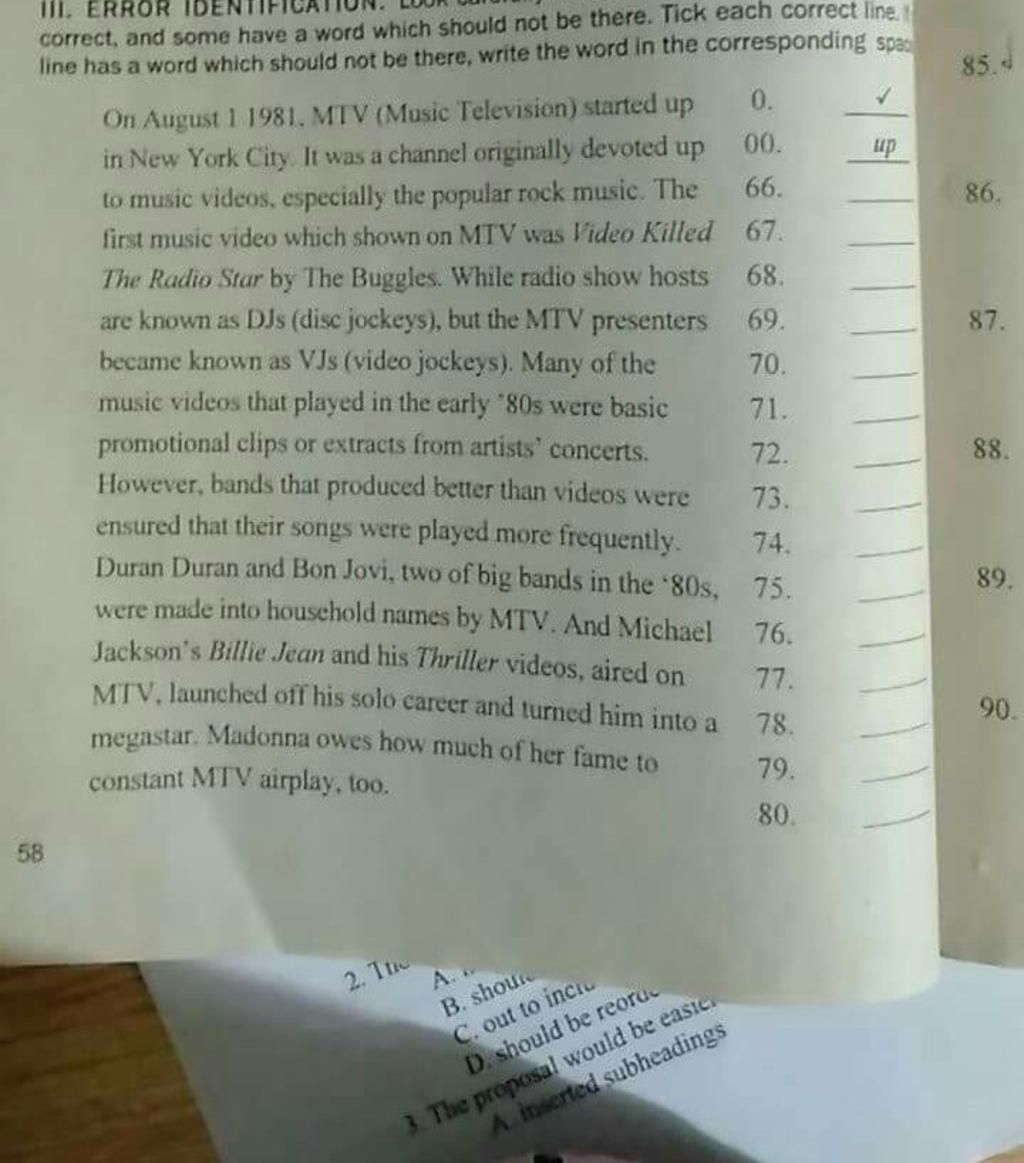 III. ERROR IDENTIFICATION.
correct, and some have a word which should not be there. Tick each correct line.
line has a word which should not be there, write the word in the corresponding
On August 1 1981, MTV (Music Television) started up 0. ✓
in New York City. It was a channel originally devoted up 00. up
to music videos, especially the popular rock music. The 66.
first music video which shown on MTV was Video Killed 67.
The Radio Star by The Buggles. While radio show hosts 68.
are known as DJs (disc jockeys), but the MTV presenters 69.
became known as VJs (video jockeys). Many of the 70.
music videos that played in the early '80s were basic 71.
promotional clips or extracts from artists' concerts. 72.
However, bands that produced better than videos were 73.
ensured that their songs were played more frequently. 74.
Duran Duran and Bon Jovi, two of big bands in the '80s, 75.
were made into household names by MTV. And Michael 76.
Jackson's Billie Jean and his Thriller videos, aired on 77.
MTV, launched off his solo career and turned him into a 78.
megastar. Madonna owes how much of her fame to 79.
constant MTV airplay, too.
80.
58
85.
86.
87.
88.
89.
90.
2.
A.
B.
C. out to
D. should be
3. The proposal would be
A. inserted subheadings